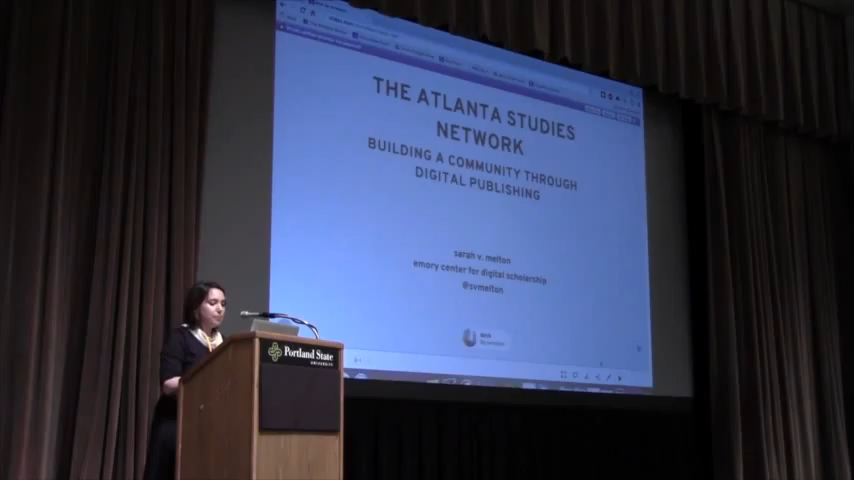 THE ATLANTA STUDIES
NETWORK
BUILDING A COMMUNITY THROUGH
DIGITAL PUBLISHING
sarah v. melton
emory center for digital scholarship
@svmelton
Portland State
UNIVERSITY